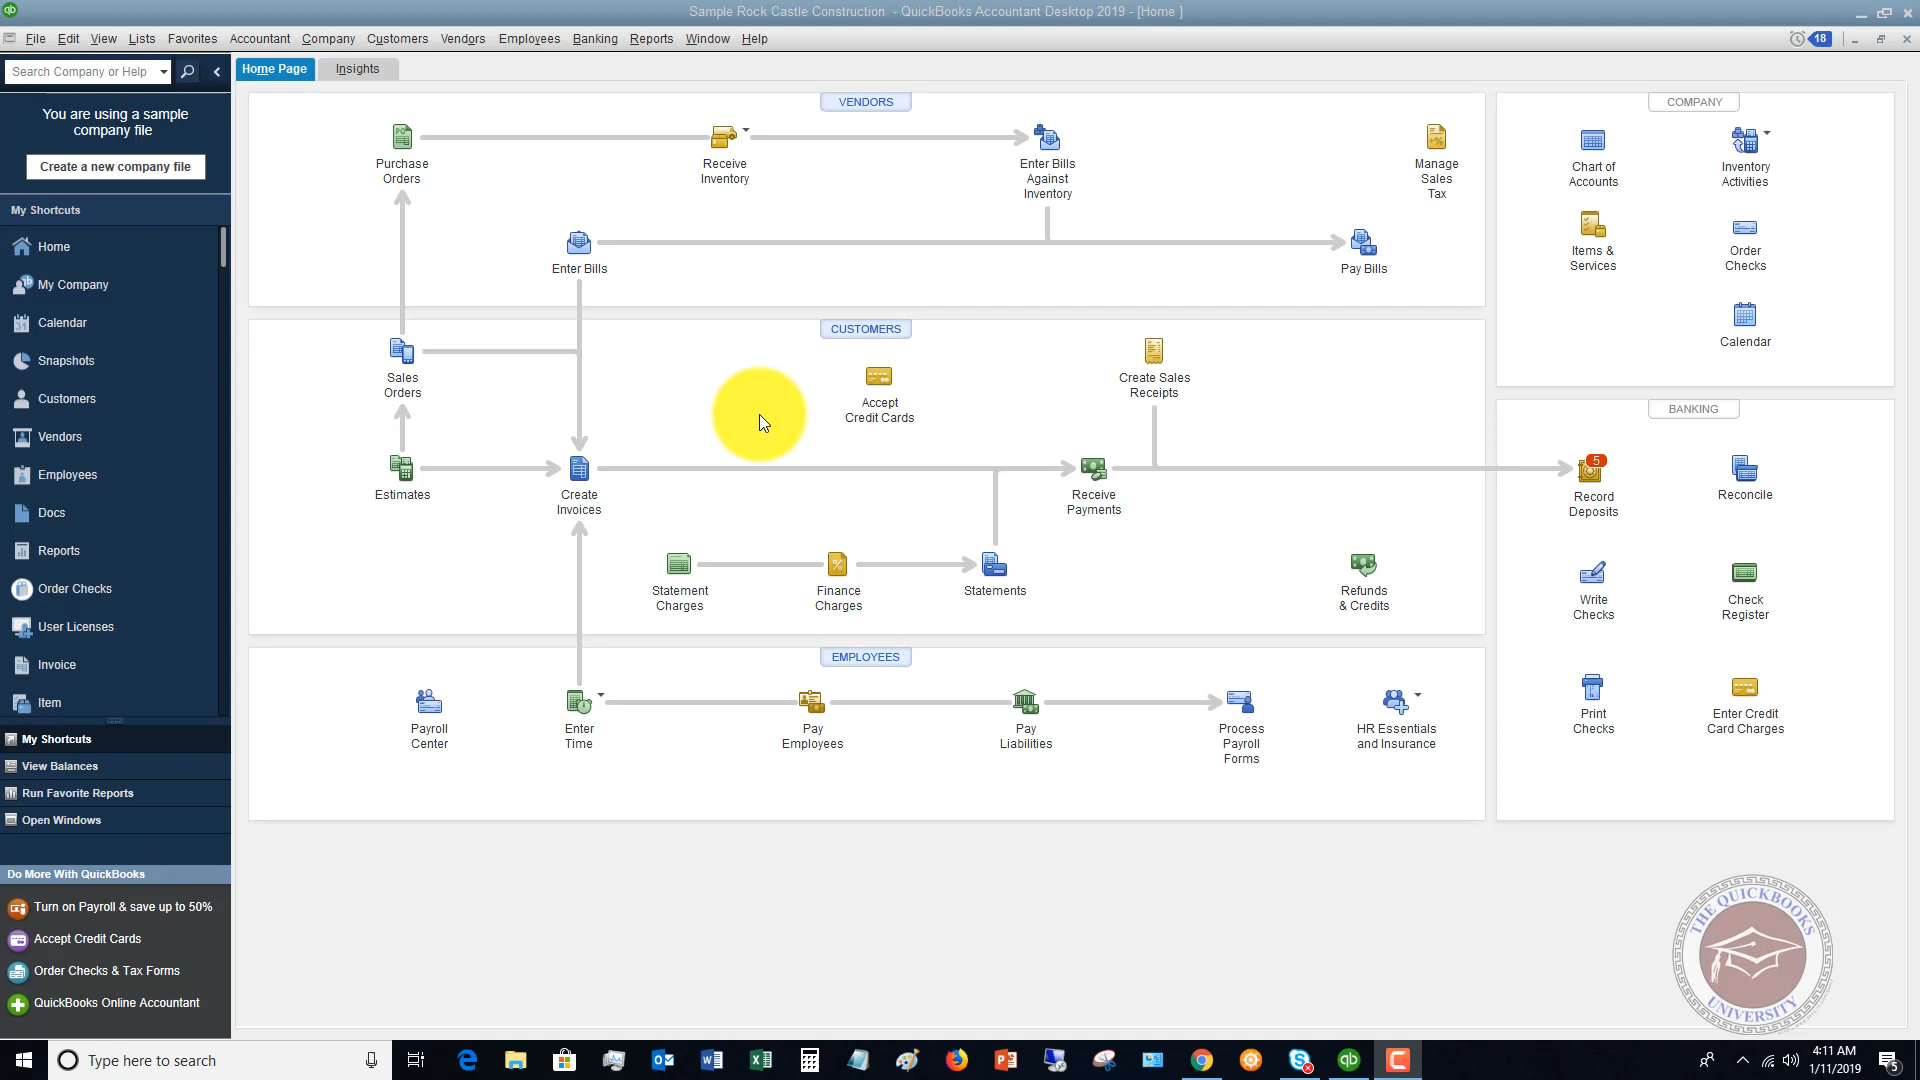 Sample Rock Castle Construction - QuickBooks Accountant Desktop 2019 - [Home ]
File Edit View Lists Favorites Accountant Company Customers Vendors Employees Banking Reports Window Help
18
Search Company or Help
You are using a sample
company file
Create a new company file
My Shortcuts
Home
My Company
Calendar
Snapshots
Customers
Vendors
Employees
Docs
Reports
Order Checks
User Licenses
Invoice
Item
My Shortcuts
View Balances
Run Favorite Reports
Open Windows
Do More With QuickBooks
Turn on Payroll & save up to 50%
Accept Credit Cards
Order Checks & Tax Forms
QuickBooks Online Accountant
Home Page
Insights
VENDORS
Purchase
Orders
Receive
Inventory
Enter Bills
Against
Inventory
Manage
Sales
Tax
Enter Bills
Pay Bills
CUSTOMERS
Sales
Orders
Accept
Credit Cards
Create Sales
Receipts
Estimates
Create
Invoices
Receive
Payments
Statement
Charges
Finance
Charges
Statements
Refunds
& Credits
EMPLOYEES
Payroll
Center
Enter
Time
Pay
Employees
Pay
Liabilities
Process
Payroll
Forms
HR Essentials
and Insurance
COMPANY
Chart of
Accounts
Inventory
Activities
Items &
Services
Order
Checks
Calendar
BANKING
5
Record
Deposits
Reconcile
Write
Checks
Check
Register
Print
Checks
Enter Credit
Card Charges
THE QUICKBOOKS
UNIVERSITY
Type here to search
4:11 AM
1/11/2019
5